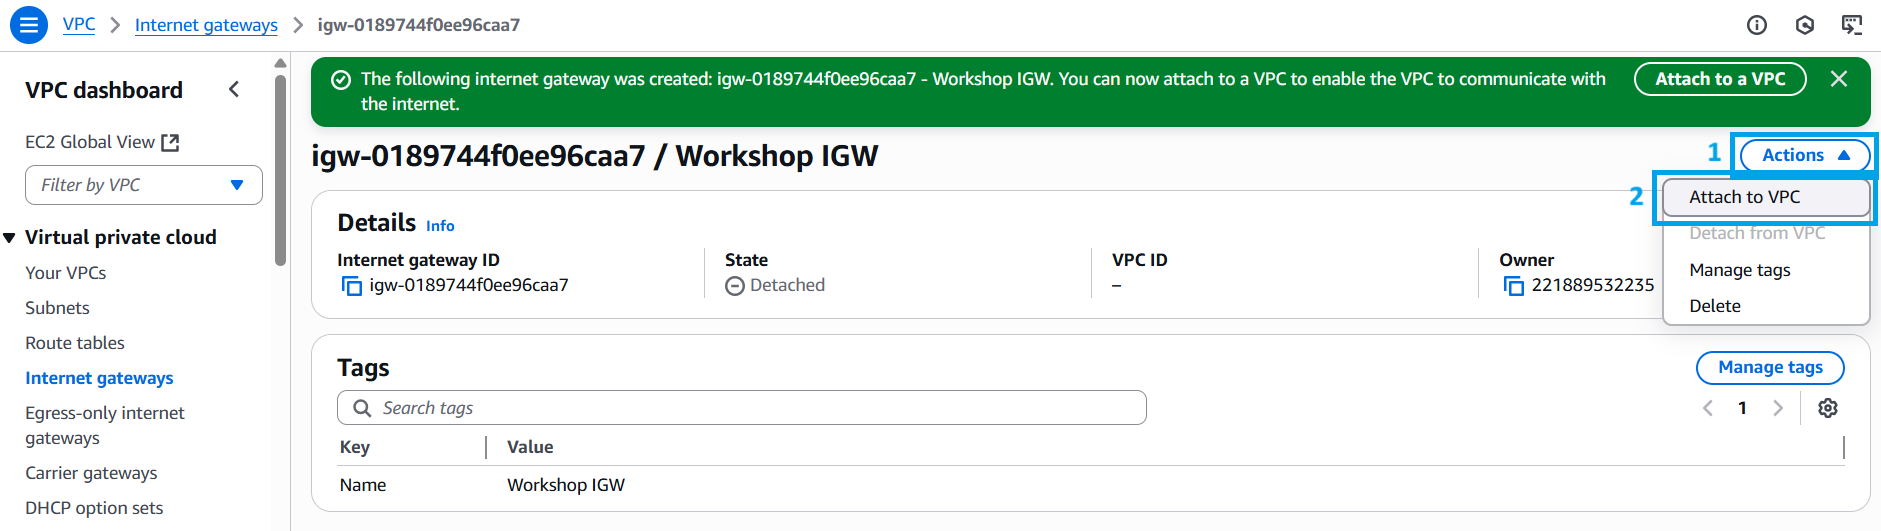 VPC > Internet gateways > igw-0189744f0ee96caa7
VPC dashboard
EC2 Global View
Filter by VPC
Virtual private cloud
Your VPCs
Subnets
Route tables
Internet gateways
Egress-only internet
gateways
Carrier gateways
DHCP option sets
The following internet gateway was created: igw-0189744f0ee96caa7 - Workshop IGW. You can now attach to a VPC to enable the VPC to communicate with
the internet.
Attach to a VPC
igw-0189744f0ee96caa7 / Workshop IGW
1 Actions
2 Attach to VPC
Detach from VPC
Manage tags
Delete
Details Info
Internet gateway ID
igw-0189744f0ee96caa7
State
Detached
VPC ID
–
Owner
221889532235
Tags
Manage tags
Search tags
1
Key Value
Name Workshop IGW